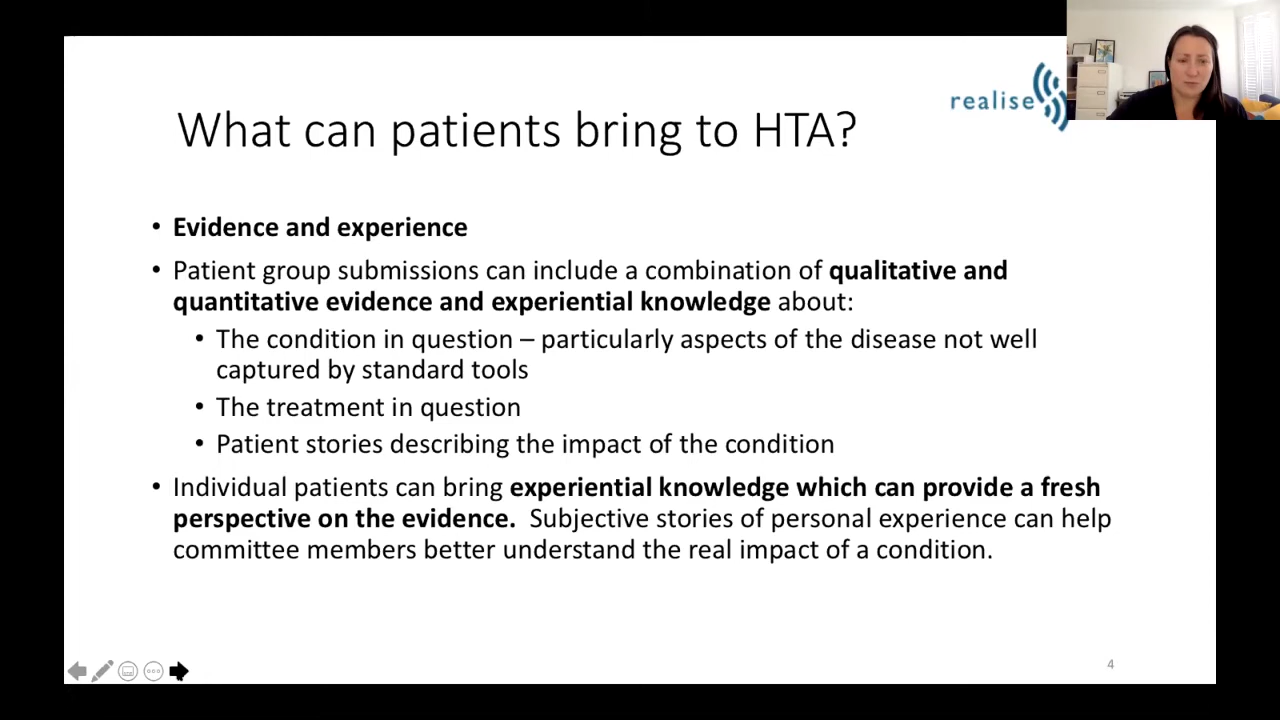 realise
What can patients bring to HTA?
• Evidence and experience
• Patient group submissions can include a combination of qualitative and
quantitative evidence and experiential knowledge about:
• The condition in question – particularly aspects of the disease not well
captured by standard tools
• The treatment in question
• Patient stories describing the impact of the condition
• Individual patients can bring experiential knowledge which can provide a fresh
perspective on the evidence.  Subjective stories of personal experience can help
committee members better understand the real impact of a condition.
4